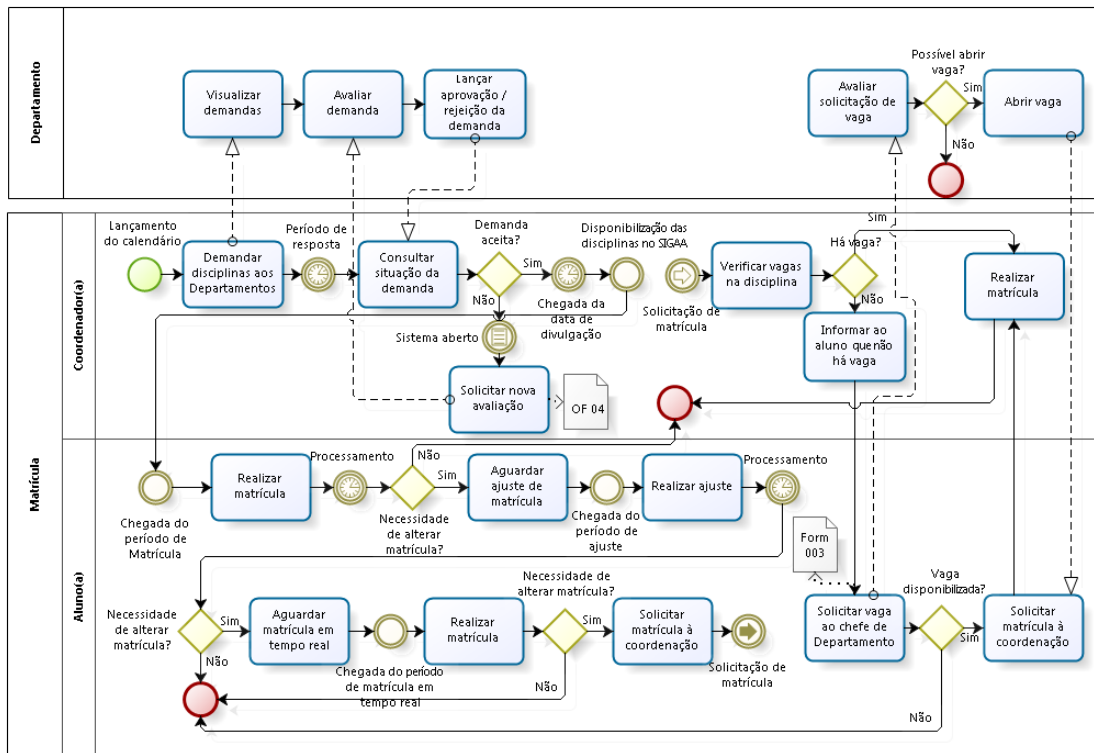 Departamento
Visualizar
demandas
Avaliar
demanda
Lançar
aprovação /
rejeição da
demanda
Avaliar
solicitação de
vaga
Possível abrir
vaga?
Sim
Não
Abrir vaga
Matrícula
Coordenador(a)
Lançamento
do calendário
Demandar
disciplinas aos
Departamentos
Período de
resposta
Consultar
situação da
demanda
Demanda
aceita?
Sim
Não
Chegada da
data de
divulgação
Disponibilização das
disciplinas no SIGAA
Sistema aberto
Solicitar nova
avaliação
OF 04
Solicitação de
matrícula
Verificar vagas
na disciplina
Há vaga?
Sim
Não
Informar ao
aluno que não
há vaga
Realizar
matrícula
Aluno(a)
Chegada do
período de
Matrícula
Realizar
matrícula
Processamento
Não
Sim
Necessidade
de alterar
matrícula?
Aguardar
ajuste de
matrícula
Chegada do
período de
ajuste
Realizar ajuste
Processamento
Form
003
Necessidade
de alterar
matrícula?
Sim
Não
Aguardar
matrícula em
tempo real
Chegada do período
de matrícula em
tempo real
Realizar
matrícula
Necessidade de
alterar matrícula?
Sim
Não
Solicitar
matrícula à
coordenação
Solicitação de
matrícula
Solicitar vaga
ao chefe de
Departamento
Vaga
disponibilizada?
Sim
Não
Solicitar
matrícula à
coordenação